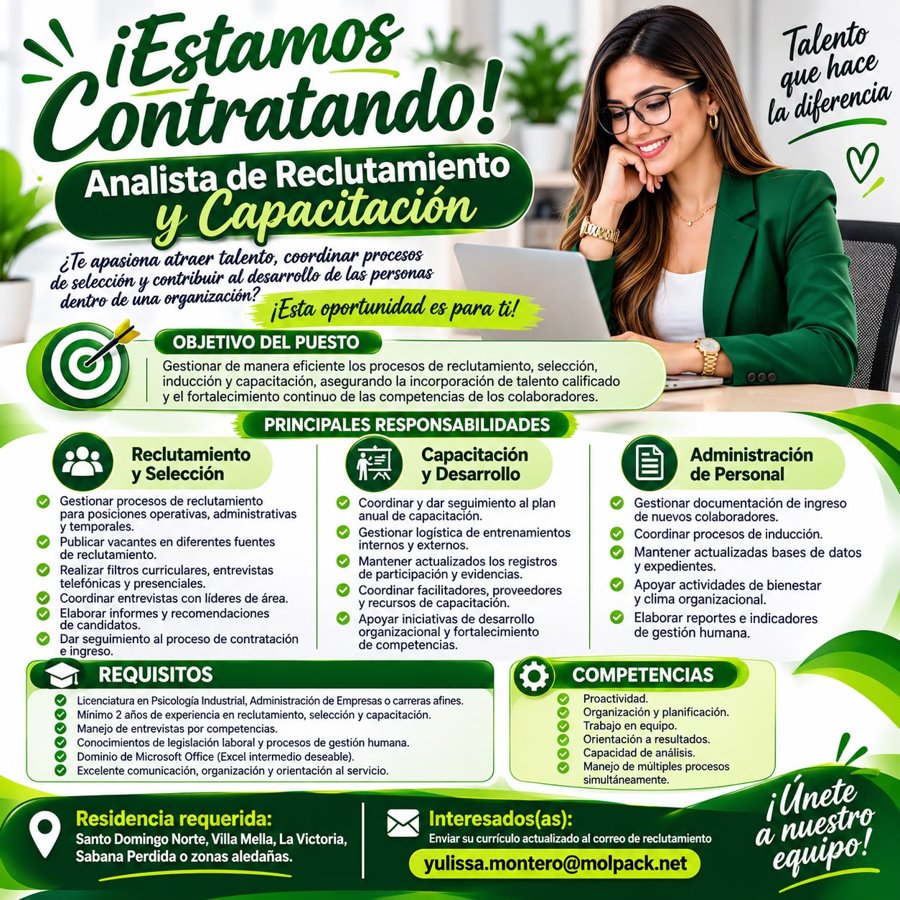 ¡Estamos
Contratando!
Talento
que hace
la diferencia
Analista de Reclutamiento
y Capacitación
¿Te apasiona atraer talento, coordinar procesos
de selección y contribuir al desarrollo de las personas
dentro de una organización?
¡Esta oportunidad es para ti!
OBJETIVO DEL PUESTO
Gestionar de manera eficiente los procesos de reclutamiento, selección,
inducción y capacitación, asegurando la incorporación de talento calificado
y el fortalecimiento continuo de las competencias de los colaboradores.
PRINCIPALES RESPONSABILIDADES
Reclutamiento
y Selección
Gestionar procesos de reclutamiento
para posiciones operativas, administrativas
y temporales.
Publicar vacantes en diferentes fuentes
de reclutamiento.
Realizar filtros curriculares, entrevistas
telefónicas y presenciales.
Coordinar entrevistas con líderes de área.
Elaborar informes y recomendaciones
de candidatos.
Dar seguimiento al proceso de contratación
e ingreso.
Capacitación
y Desarrollo
Coordinar y dar seguimiento al plan
anual de capacitación.
Gestionar logística de entrenamientos
internos y externos.
Mantener actualizados los registros
de participación y evidencias.
Coordinar facilitadores, proveedores
y recursos de capacitación.
Apoyar iniciativas de desarrollo
organizacional y fortalecimiento
de competencias.
Administración
de Personal
Gestionar documentación de ingreso
de nuevos colaboradores.
Coordinar procesos de inducción.
Mantener actualizadas bases de datos
y expedientes.
Apoyar actividades de bienestar
y clima organizacional.
Elaborar reportes e indicadores
de gestión humana.
REQUISITOS
Licenciatura en Psicología Industrial, Administración de Empresas o carreras afines.
Mínimo 2 años de experiencia en reclutamiento, selección y capacitación.
Manejo de entrevistas por competencias.
Conocimientos de legislación laboral y procesos de gestión humana.
Dominio de Microsoft Office (Excel intermedio deseable).
Excelente comunicación, organización y orientación al servicio.
COMPETENCIAS
Proactividad.
Organización y planificación.
Trabajo en equipo.
Orientación a resultados.
Capacidad de análisis.
Manejo de múltiples procesos
simultáneamente.
Residencia requerida:
Santo Domingo Norte, Villa Mella, La Victoria,
Sabana Perdida o zonas aledañas.
Interesados(as):
Enviar su currículo actualizado al correo de reclutamiento
yulissa.montero@molpack.net
¡Únete
a nuestro
equipo!